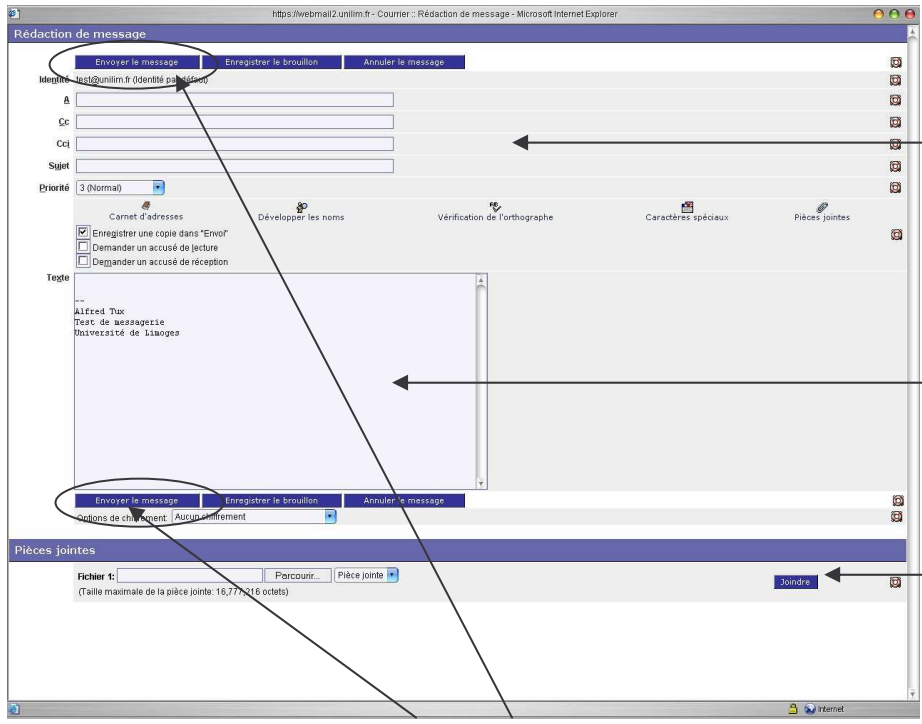 https://webmail2.unilim.fr - Courrier :: Rédaction de message - Microsoft Internet Explorer
Rédaction de message
Envoyer le message Enregistrer le brouillon Annuler le message
Identité test@unilim.fr (Identité par défaut)
A
Cc
Cci
Sujet
Priorité 3 (Normal)
Carnet d'adresses Développer les noms Vérification de l'orthographe Caractères spéciaux Pièces jointes
Enregistrer une copie dans "Envoi"
Demander un accusé de lecture
Demander un accusé de réception
Texte
--
Alfred Tux
Test de messagerie
Université de Limoges
Envoyer le message Enregistrer le brouillon Annuler le message
Options de chiffrement: Aucun chiffrement
Pièces jointes
Fichier 1: Parcourir... Pièce jointe
Joindre
(Taille maximale de la pièce jointe: 16,777,216 octets)
Internet